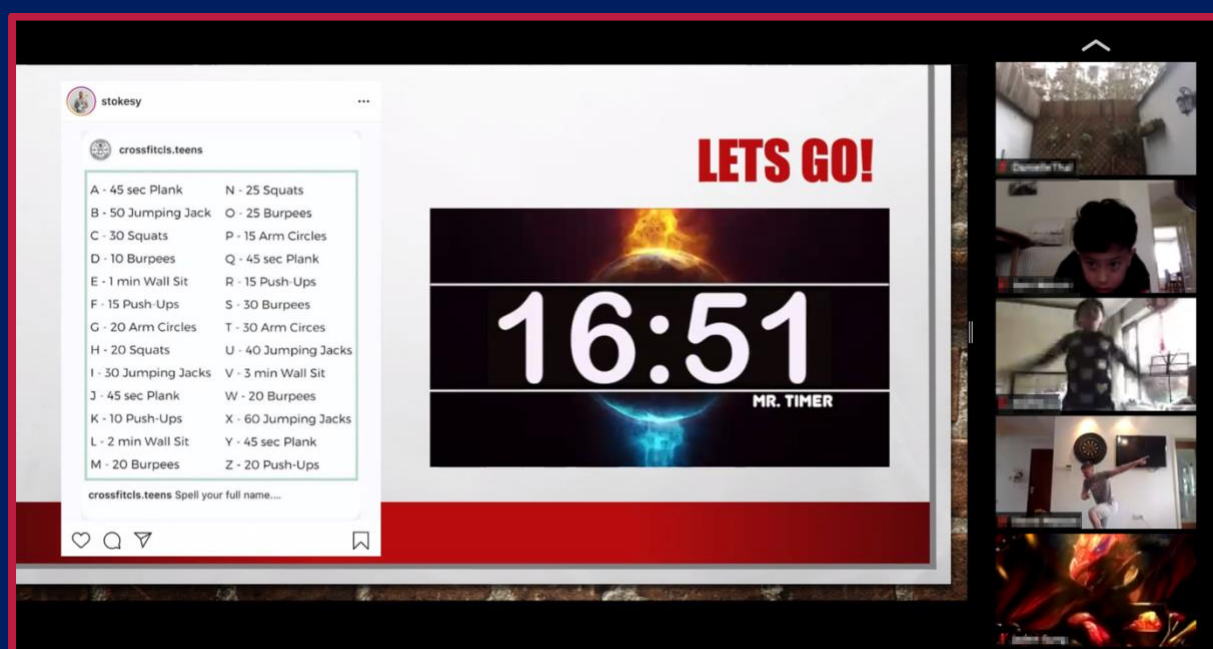 stokesy
crossfitcls.teens
A - 45 sec Plank
B - 50 Jumping Jack
C - 30 Squats
D - 10 Burpees
E - 1 min Wall Sit
F - 15 Push-Ups
G - 20 Arm Circles
H - 20 Squats
I - 30 Jumping Jacks
J - 45 sec Plank
K - 10 Push-Ups
L - 2 min Wall Sit
M - 20 Burpees
N - 25 Squats
O - 25 Burpees
P - 15 Arm Circles
Q - 45 sec Plank
R - 15 Push-Ups
S - 30 Burpees
T - 30 Arm Circes
U - 40 Jumping Jacks
V - 3 min Wall Sit
W - 20 Burpees
X - 60 Jumping Jacks
Y - 45 sec Plank
Z - 20 Push-Ups
crossfitcls.teens Spell your full name....
LETS GO!
16:51
MR. TIMER